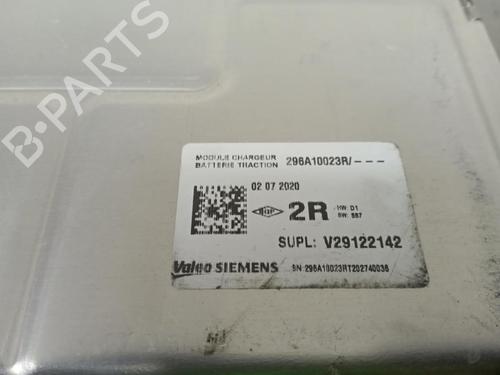 MODULE CHARGEUR
BATTERIE TRACTION 296A10023R/---
02 07 2020
2R HW: D1
SW: 587
SUPL: V29122142
Valeo SIEMENS SN:296A10023RT202740036